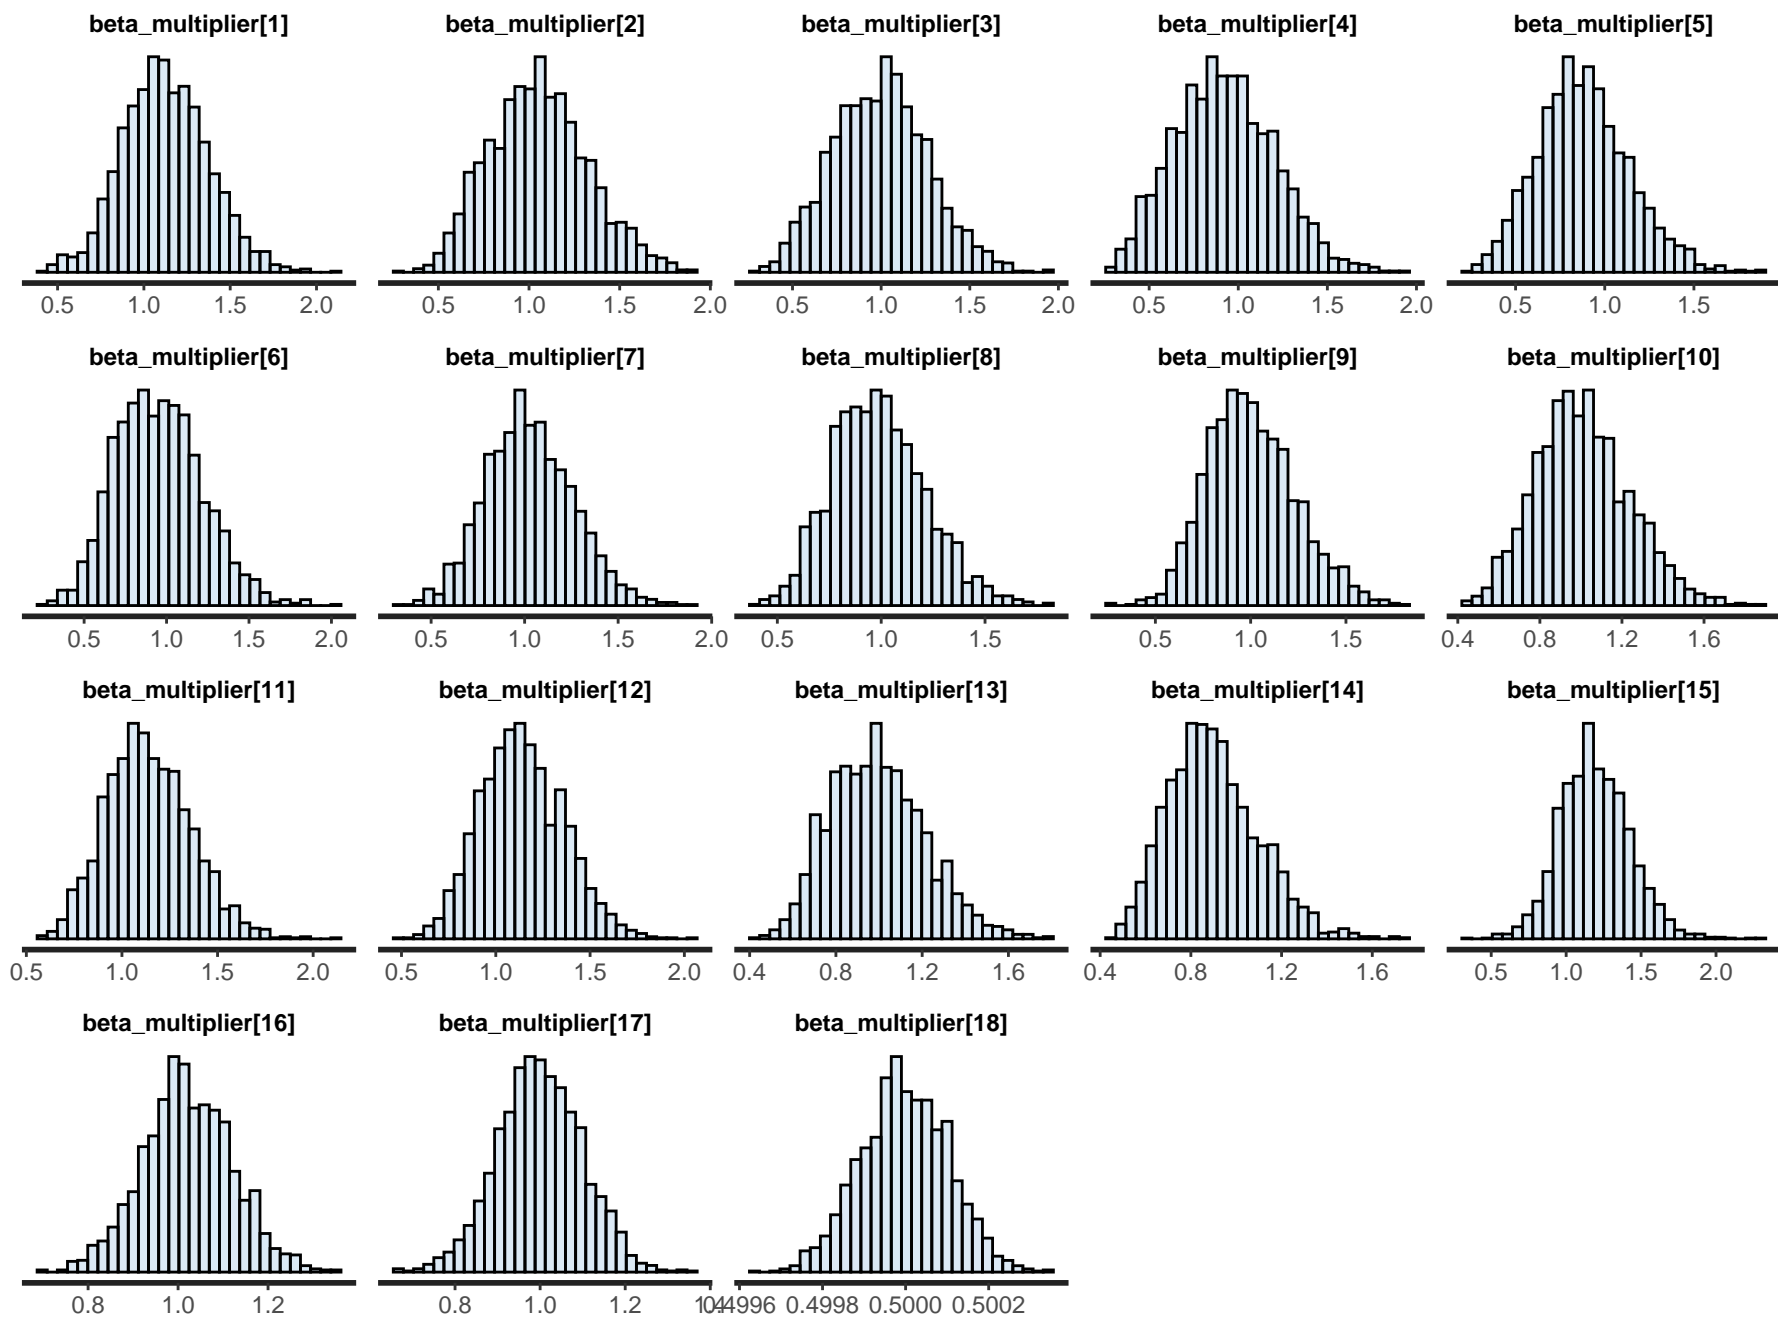 beta_multiplier[1] beta_multiplier[2] beta_multiplier[3] beta_multiplier[4] beta_multiplier[5]
0.5 1.0 1.5 2.0 0.5 1.0 1.5 2.0 0.5 1.0 1.5 2.0 0.5 1.0 1.5 2.0 0.5 1.0 1.5
beta_multiplier[6] beta_multiplier[7] beta_multiplier[8] beta_multiplier[9] beta_multiplier[10]
0.5 1.0 1.5 2.0 0.5 1.0 1.5 2.0 0.5 1.0 1.5 0.5 1.0 1.5 0.4 0.8 1.2 1.6
beta_multiplier[11] beta_multiplier[12] beta_multiplier[13] beta_multiplier[14] beta_multiplier[15]
0.5 1.0 1.5 2.0 0.5 1.0 1.5 2.0 0.4 0.8 1.2 1.6 0.4 0.8 1.2 1.6 0.5 1.0 1.5 2.0
beta_multiplier[16] beta_multiplier[17] beta_multiplier[18]
0.8 1.0 1.2 0.8 1.0 1.2 1.4 0.4996 0.4998 0.5000 0.5002